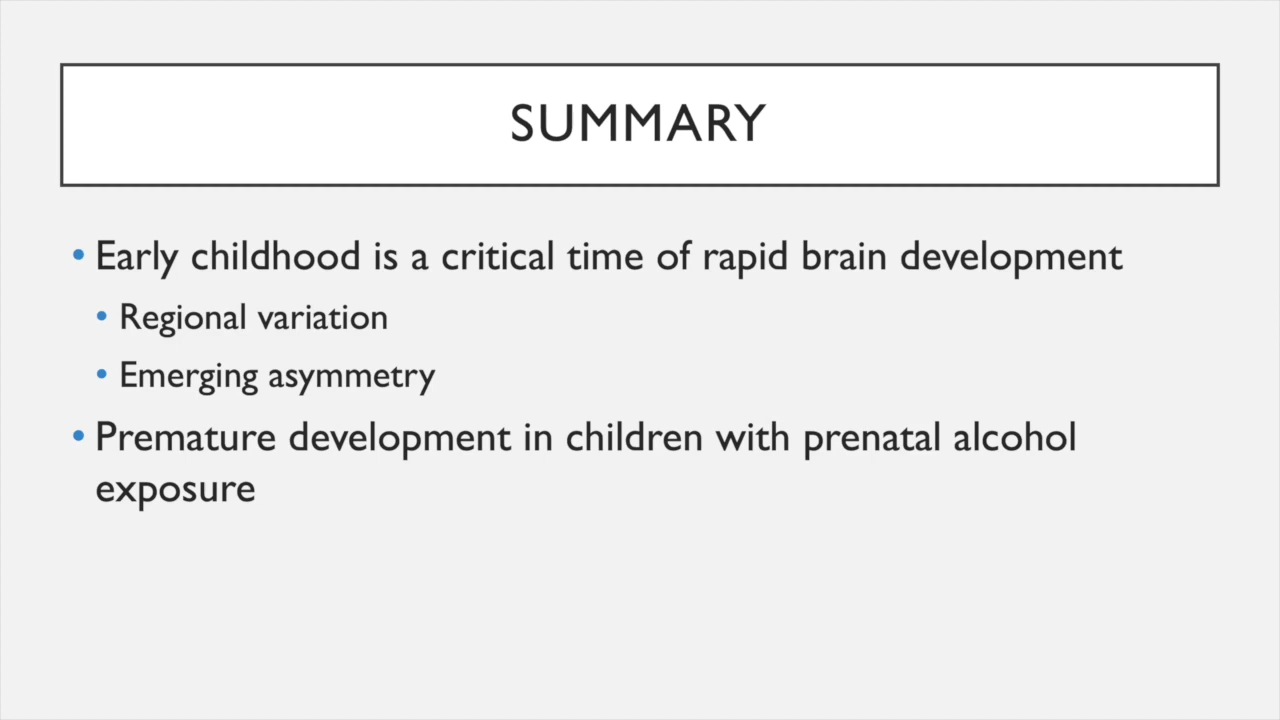 SUMMARY
• Early childhood is a critical time of rapid brain development
• Regional variation
• Emerging asymmetry
• Premature development in children with prenatal alcohol
exposure